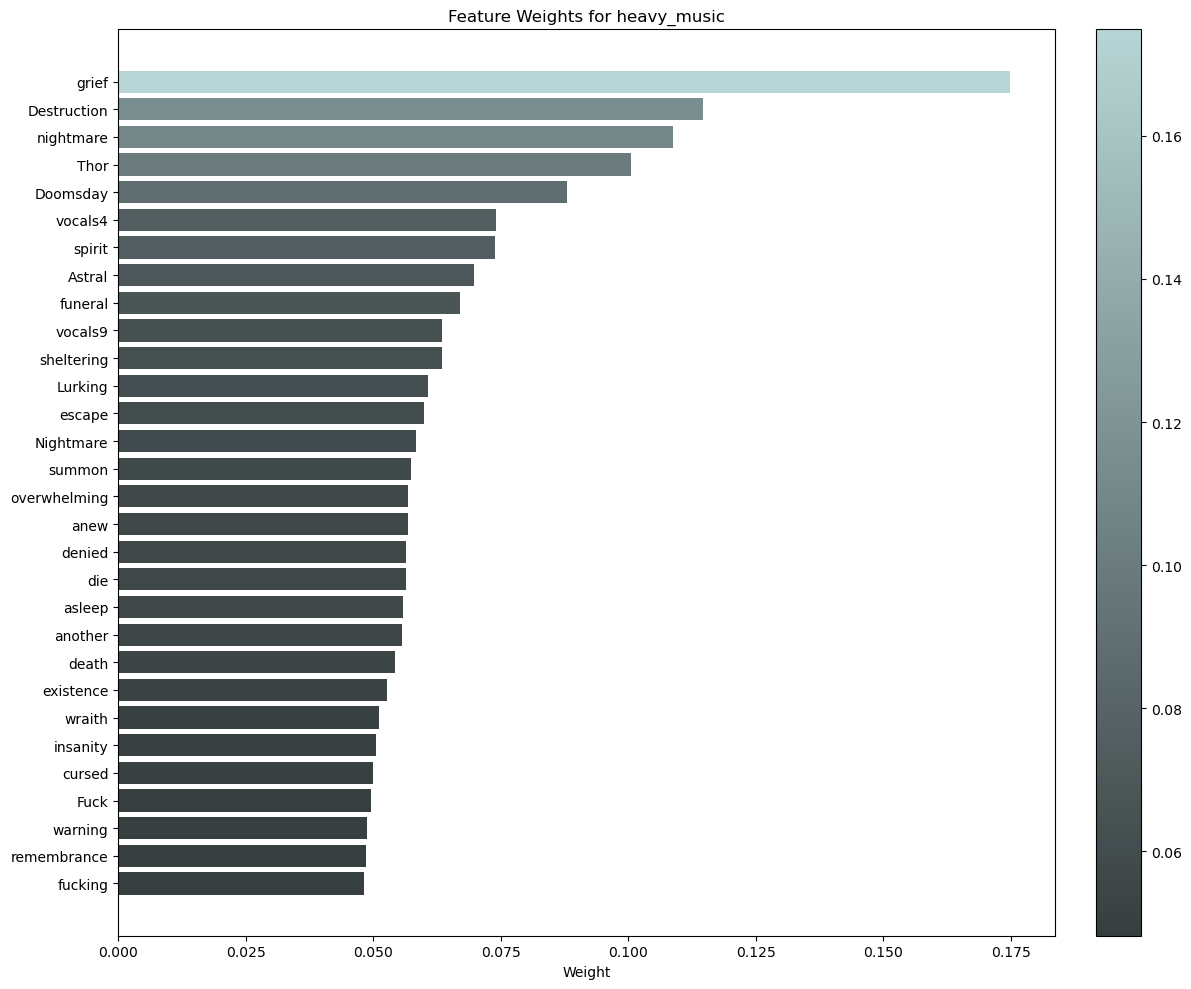 Feature Weights for heavy_music
grief
Destruction
nightmare
Thor
Doomsday
vocals4
spirit
Astral
funeral
vocals9
sheltering
Lurking
escape
Nightmare
summon
overwhelming
anew
denied
die
asleep
another
death
existence
wraith
insanity
cursed
Fuck
warning
remembrance
fucking
0.000 0.025 0.050 0.075 0.100 0.125 0.150 0.175
Weight
0.16
0.14
0.12
0.10
0.08
0.06